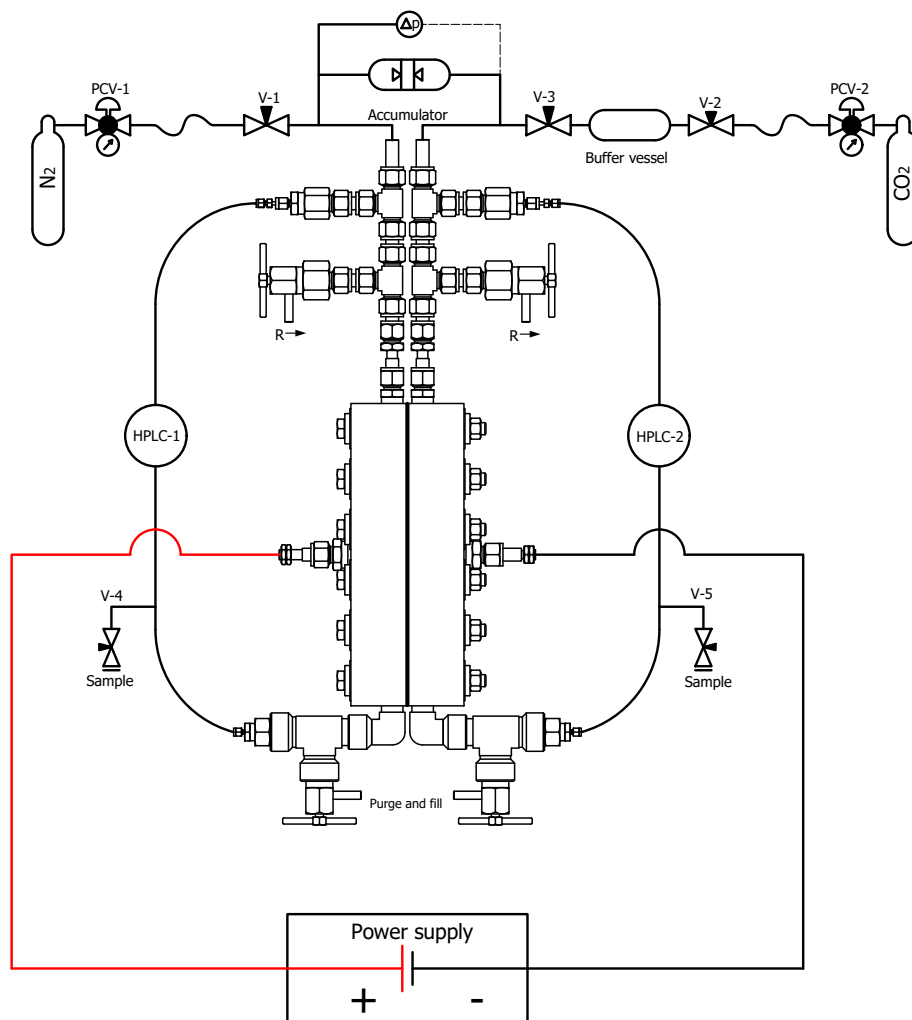 Δp
PCV-1
V-1
Accumulator
V-3
V-2
PCV-2
Buffer vessel
N2
CO2
R
R
HPLC-1
HPLC-2
V-4
V-5
Sample
Sample
Purge and fill
Power supply
+ -